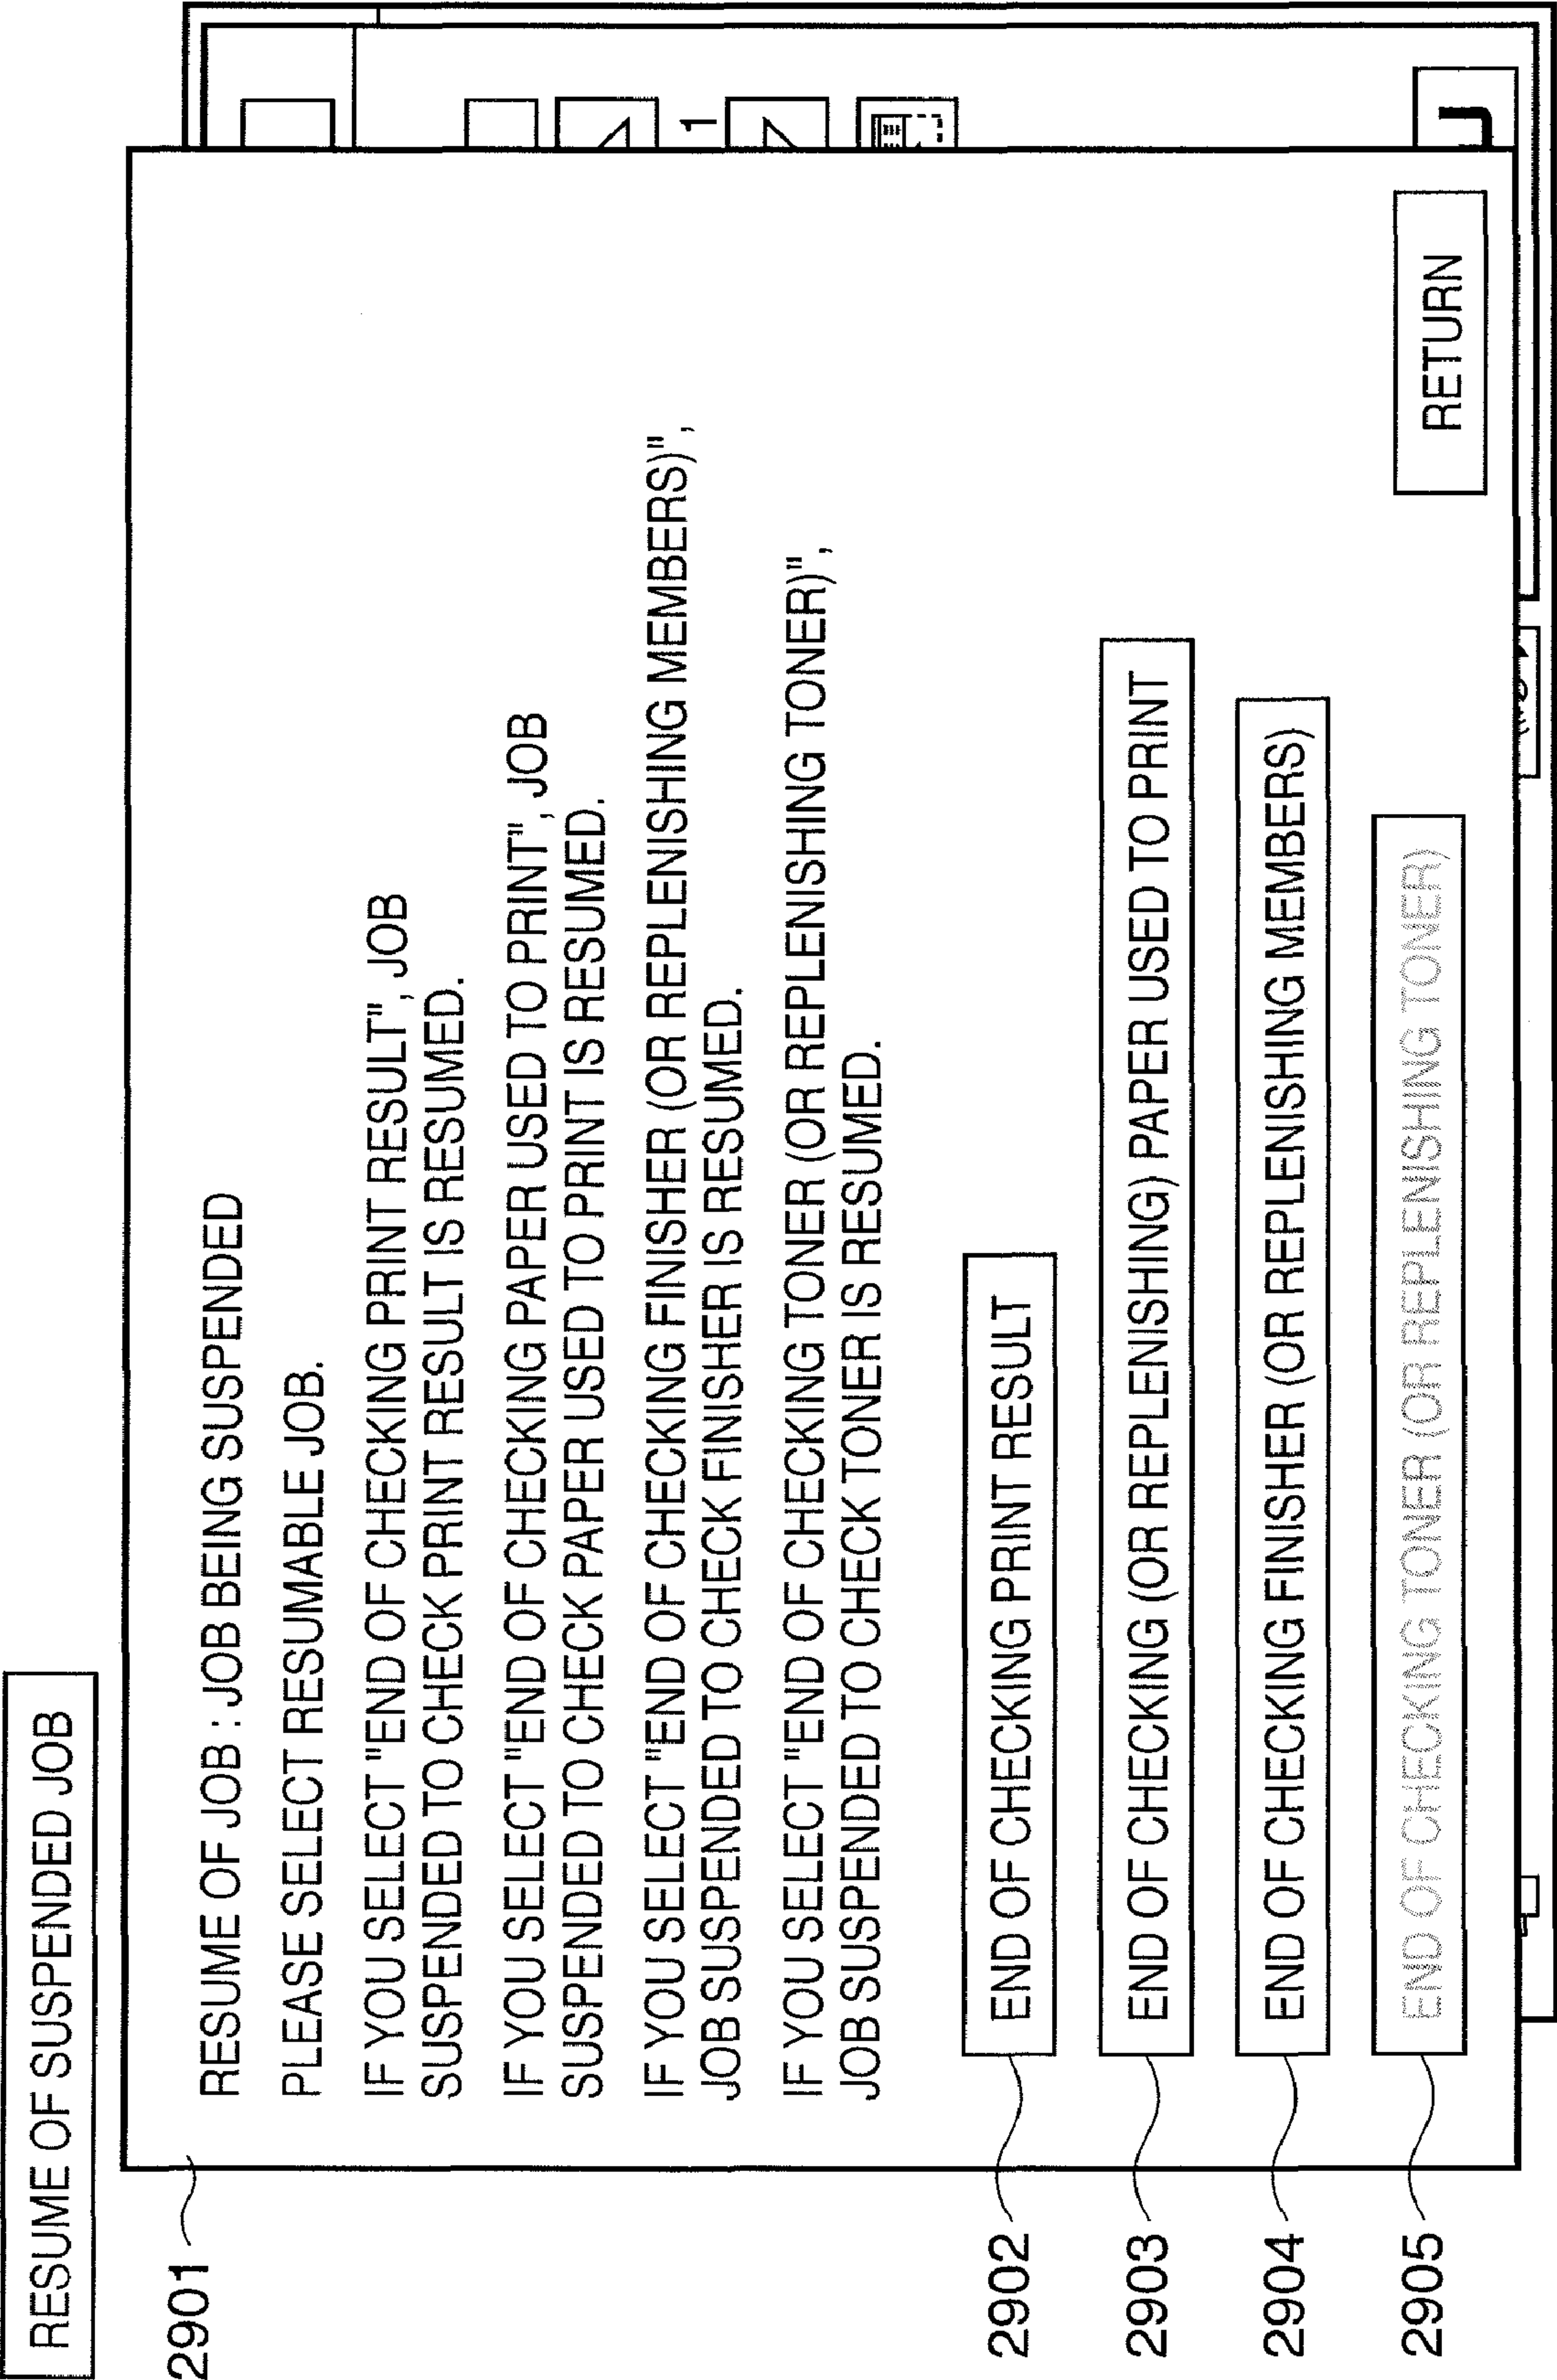 RESUME OF SUSPENDED JOB
2901
RESUME OF JOB : JOB BEING SUSPENDED
PLEASE SELECT RESUMABLE JOB.
IF YOU SELECT "END OF CHECKING PRINT RESULT", JOB
SUSPENDED TO CHECK PRINT RESULT IS RESUMED.
IF YOU SELECT "END OF CHECKING PAPER USED TO PRINT", JOB
SUSPENDED TO CHECK PAPER USED TO PRINT IS RESUMED.
IF YOU SELECT "END OF CHECKING FINISHER (OR REPLENISHING MEMBERS)",
JOB SUSPENDED TO CHECK FINISHER IS RESUMED.
IF YOU SELECT "END OF CHECKING TONER (OR REPLENISHING TONER)",
JOB SUSPENDED TO CHECK TONER IS RESUMED.
2902 END OF CHECKING PRINT RESULT
2903 END OF CHECKING (OR REPLENISHING) PAPER USED TO PRINT
2904 END OF CHECKING FINISHER (OR REPLENISHING MEMBERS)
2905 END OF CHECKING TONER (OR REPLENISHING TONER)
RETURN
1